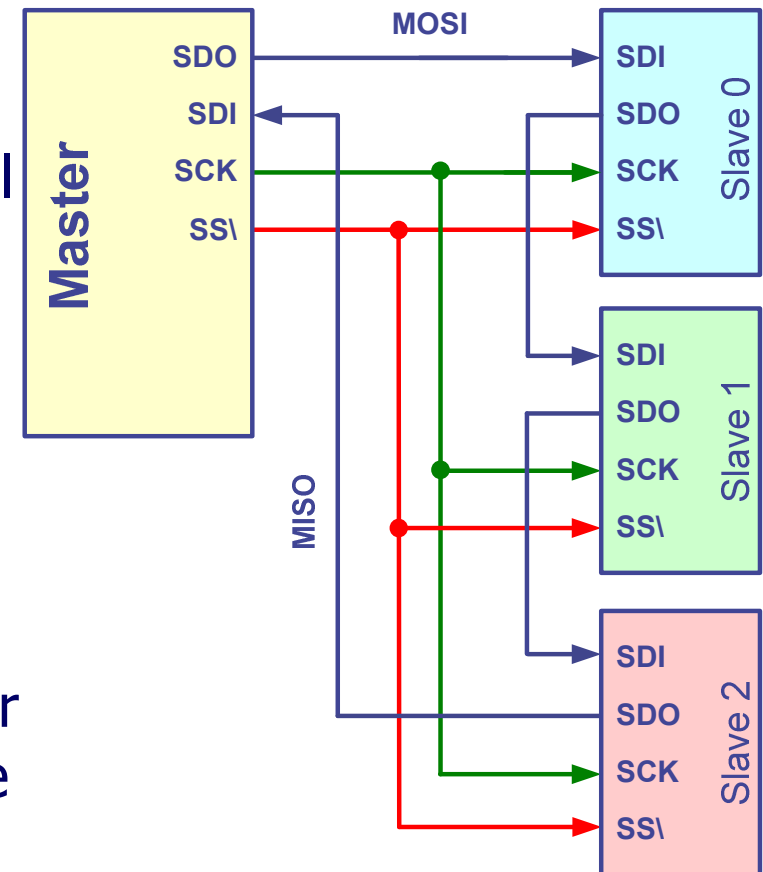 MOSI
Master
SDO
SDI
SCK
SS\
MISO
SDI
SDO
SCK
SS\
Slave 0
SDI
SDO
SCK
SS\
Slave 1
SDI
SDO
SCK
SS\
Slave 2
l
r
e